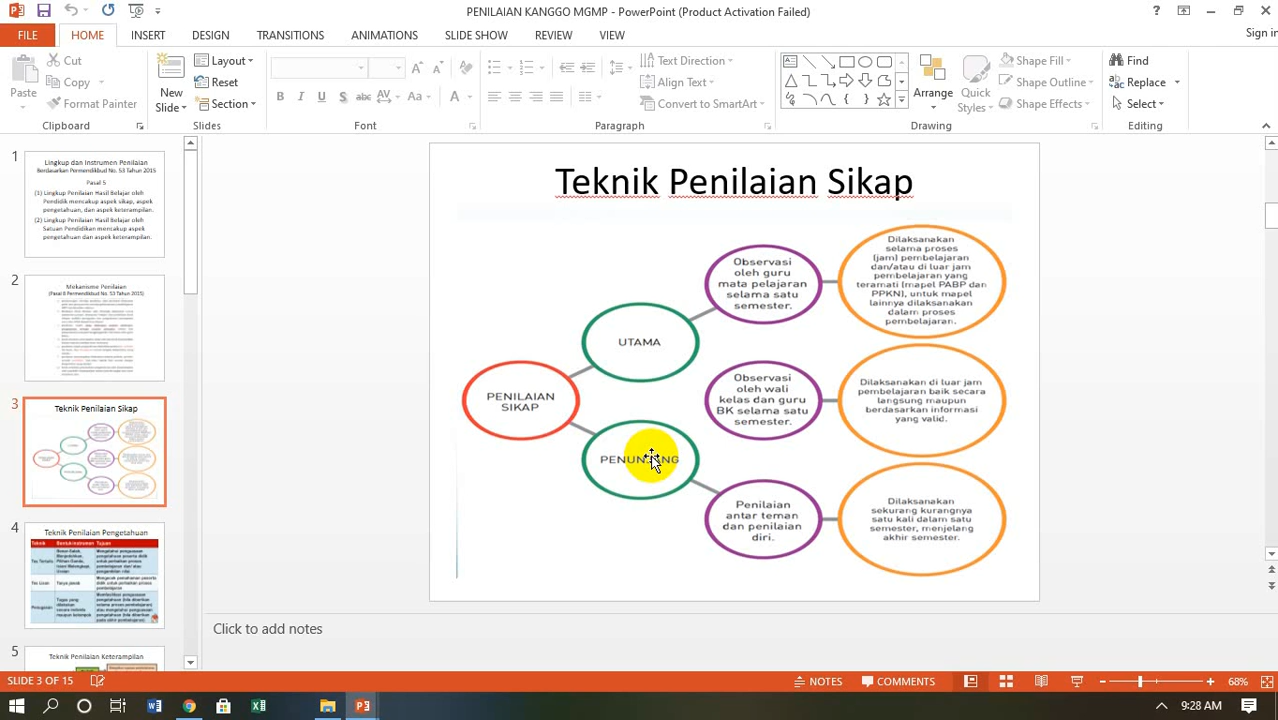 PENILAIAN KANGGO MGMP - PowerPoint (Product Activation Failed)
FILE HOME INSERT DESIGN TRANSITIONS ANIMATIONS SLIDE SHOW REVIEW VIEW
Sign in
Cut
Copy
Format Painter
Paste
Clipboard
New
Slide
Layout
Reset
Section
Slides
Font
Text Direction
Align Text
Convert to SmartArt
Paragraph
Arrange
Quick
Styles
Shape Fill
Shape Outline
Shape Effects
Drawing
Find
Replace
Select
Editing
1
Lingkup dan Instrumen Penilaian
Berdasarkan Permendikbud No. 53 Tahun 2015
Pasal 5
(1) Lingkup Penilaian Hasil Belajar oleh
Pendidik mencakup aspek sikap, aspek
pengetahuan, dan aspek keterampilan.
(2) Lingkup Penilaian Hasil Belajar oleh
Satuan Pendidikan mencakup aspek
pengetahuan dan aspek keterampilan.
2
Mekanisme Penilaian
(Pasal 8 Permendikbud No. 53 Tahun 2015)
3
Teknik Penilaian Sikap
4
Teknik Penilaian Pengetahuan
5
Teknik Penilaian Keterampilan
Teknik Penilaian Sikap
PENILAIAN
SIKAP
UTAMA
PENUNJANG
Observasi
oleh guru
mata pelajaran
selama satu
semester.
Dilaksanakan
selama proses
(jam) pembelajaran
dan/atau di luar jam
pembelajaran yang
teramati (mapel PABP dan
PPKN), untuk mapel
lainnya dilaksanakan
dalam proses
pembelajaran.
Observasi
oleh wali
kelas dan guru
BK selama satu
semester.
Dilaksanakan di luar jam
pembelajaran baik secara
langsung maupun
berdasarkan informasi
yang valid.
Penilaian
antar teman
dan penilaian
diri.
Dilaksanakan
sekurang kurangnya
satu kali dalam satu
semester, menjelang
akhir semester.
Click to add notes
SLIDE 3 OF 15
NOTES
COMMENTS
68%
9:28 AM